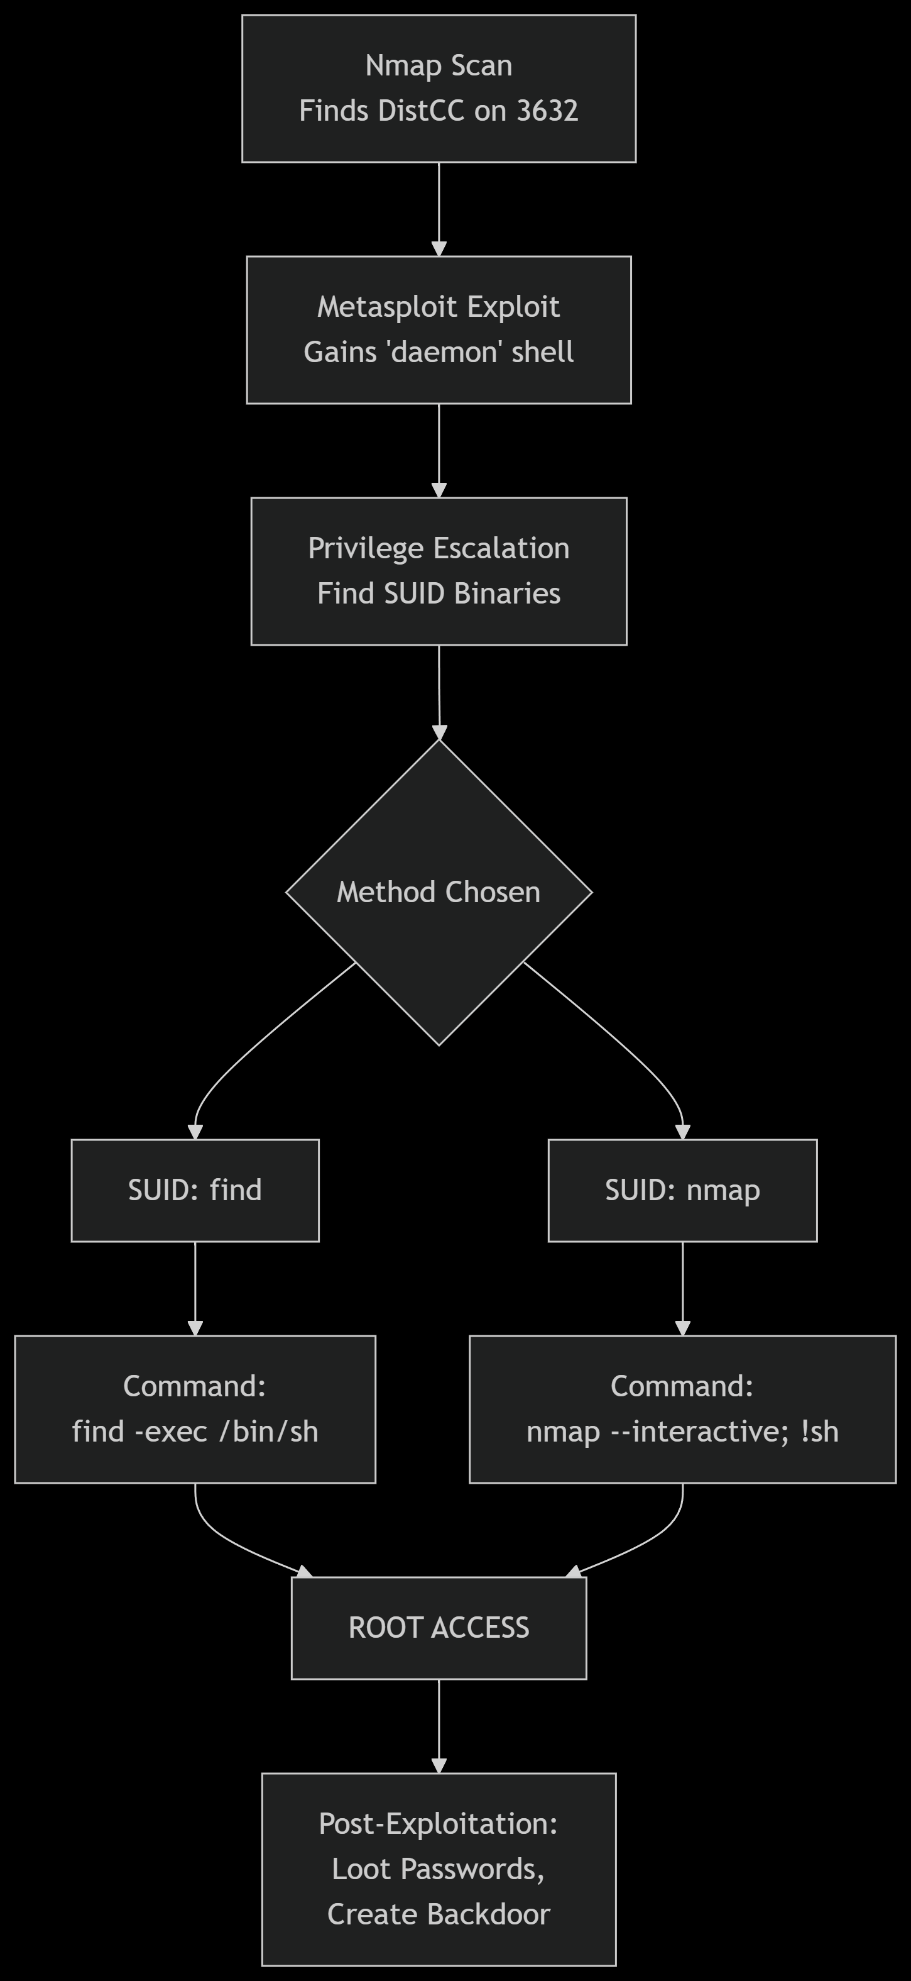 Nmap Scan
Finds DistCC on 3632
Metasploit Exploit
Gains 'daemon' shell
Privilege Escalation
Find SUID Binaries
Method Chosen
SUID: find
SUID: nmap
Command:
find -exec /bin/sh
Command:
nmap --interactive; !sh
ROOT ACCESS
Post-Exploitation:
Loot Passwords,
Create Backdoor